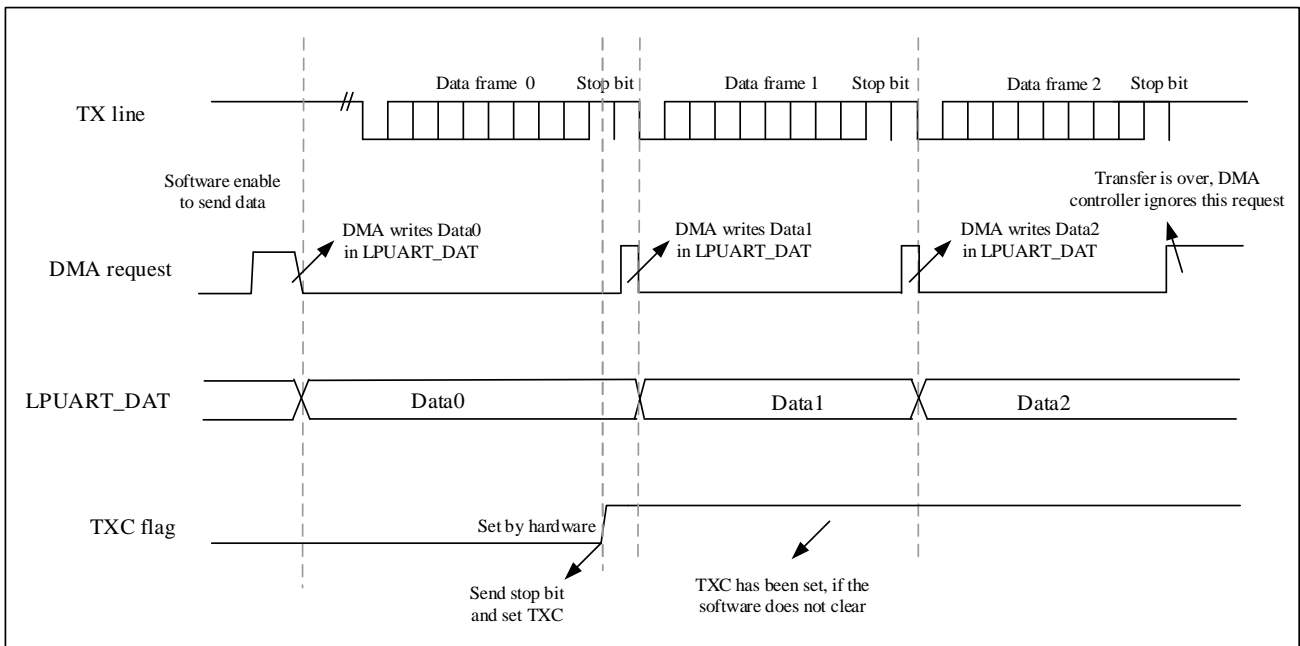 Data frame 0
Stop bit
Data frame 1
Stop bit
Data frame 2
Stop bit
TX line
Software enable
to send data
Transfer is over, DMA
controller ignores this request
DMA writes Data0
in LPUART_DAT
DMA writes Data1
in LPUART_DAT
DMA writes Data2
in LPUART_DAT
DMA request
LPUART_DAT
Data0
Data1
Data2
TXC flag
Set by hardware
Send stop bit
and set TXC
TXC has been set, if the
software does not clear